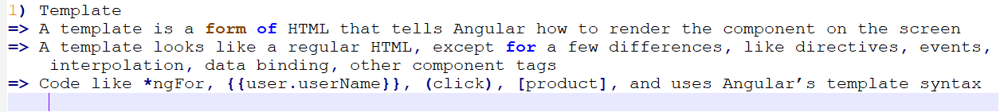 1) Template
=> A template is a form of HTML that tells Angular how to render the component on the screen
=> A template looks like a regular HTML, except for a few differences, like directives, events,
interpolation, data binding, other component tags
=> Code like *ngFor, {{user.userName}}, (click), [product], and uses Angular’s template syntax